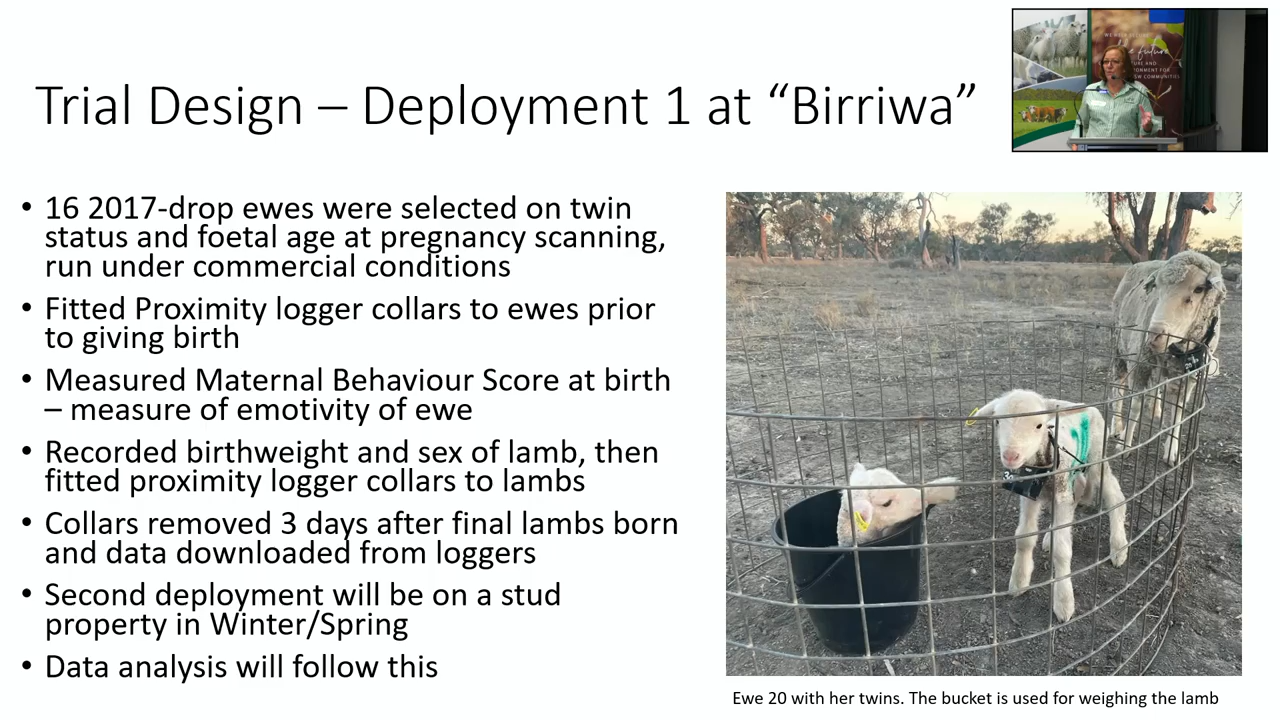 Trial Design – Deployment 1 at “Birriwa”
• 16 2017-drop ewes were selected on twin
status and foetal age at pregnancy scanning,
run under commercial conditions
• Fitted Proximity logger collars to ewes prior
to giving birth
• Measured Maternal Behaviour Score at birth
– measure of emotivity of ewe
• Recorded birthweight and sex of lamb, then
fitted proximity logger collars to lambs
• Collars removed 3 days after final lambs born
and data downloaded from loggers
• Second deployment will be on a stud
property in Winter/Spring
• Data analysis will follow this
Ewe 20 with her twins. The bucket is used for weighing the lamb
future
COMMUNITIES